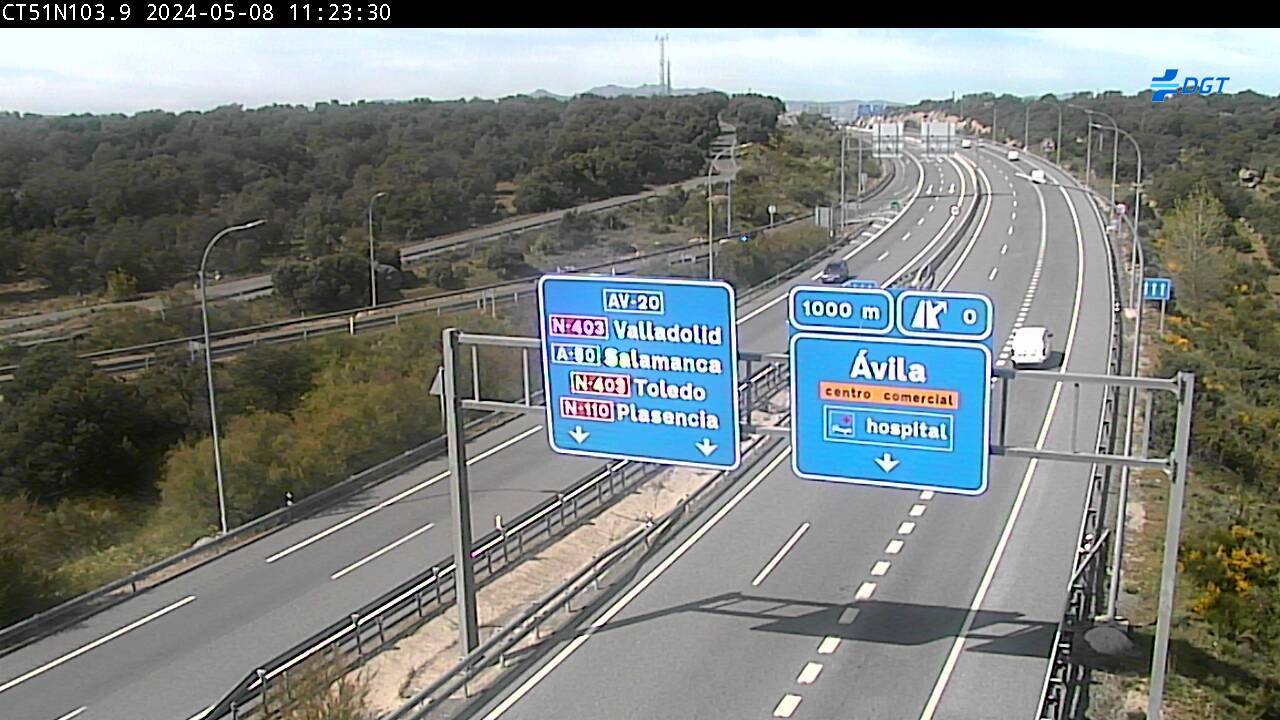 CT51N103.9 2024-05-08 11:23:30
DGT
AV-20
N-403 Valladolid
A-50 Salamanca
N-403 Toledo
N-110 Plasencia
1000 m
0
Ávila
centro comercial
hospital
111